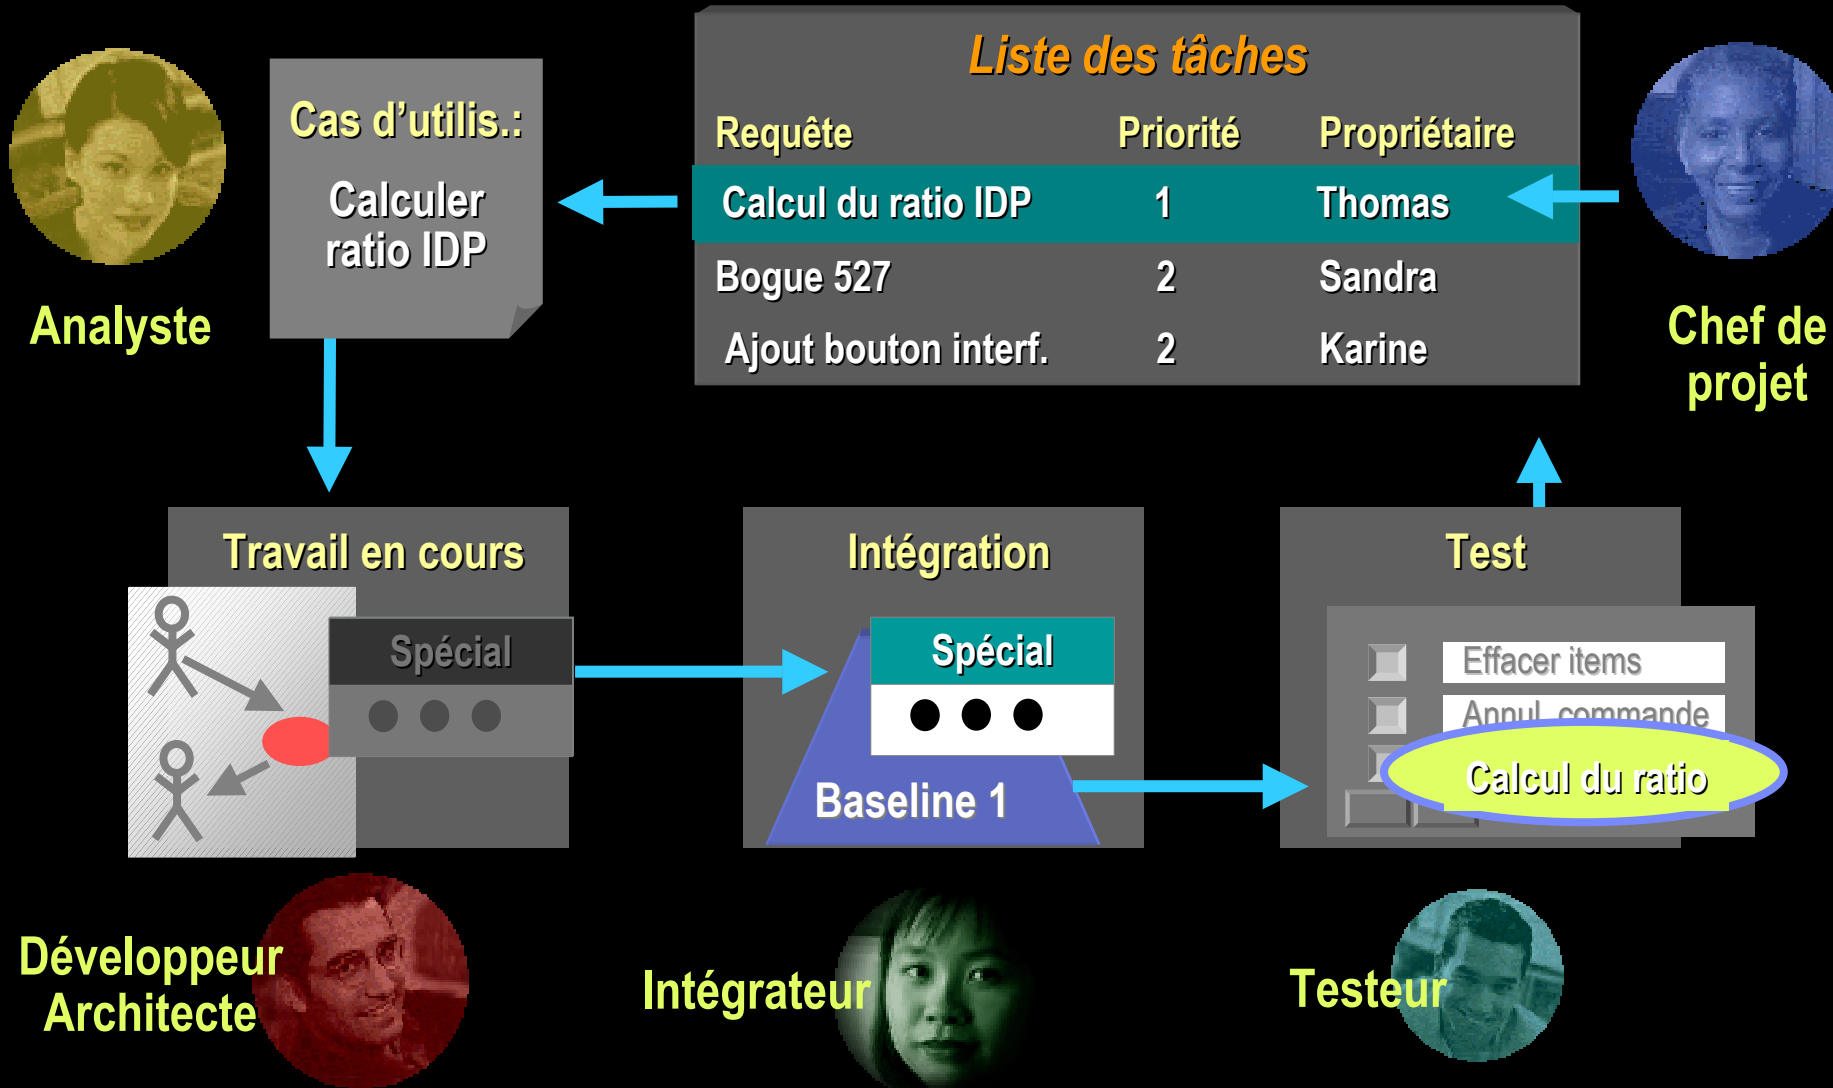 Liste des tâches
Requête Priorité Propriétaire
Calcul du ratio IDP 1 Thomas
Bogue 527 2 Sandra
Ajout bouton interf. 2 Karine
Cas d’utilis.:
Calculer
ratio IDP
Analyste
Chef de
projet
Travail en cours
Spécial
Intégration
Spécial
Baseline 1
Test
Effacer items
Annul. commande
Calcul du ratio
Développeur
Architecte
Intégrateur
Testeur